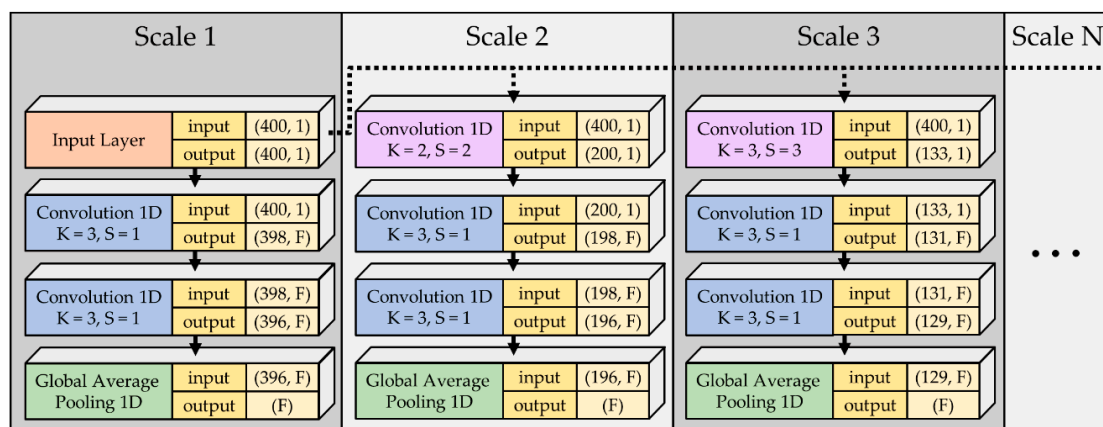 Scale 1
Input Layer
input (400, 1)
output (400, 1)
Convolution 1D
K = 3, S = 1
input (400, 1)
output (398, F)
Convolution 1D
K = 3, S = 1
input (398, F)
output (396, F)
Global Average
Pooling 1D
input (396, F)
output (F)
Scale 2
Convolution 1D
K = 2, S = 2
input (400, 1)
output (200, 1)
Convolution 1D
K = 3, S = 1
input (200, 1)
output (198, F)
Convolution 1D
K = 3, S = 1
input (198, F)
output (196, F)
Global Average
Pooling 1D
input (196, F)
output (F)
Scale 3
Convolution 1D
K = 3, S = 3
input (400, 1)
output (133, 1)
Convolution 1D
K = 3, S = 1
input (133, 1)
output (131, F)
Convolution 1D
K = 3, S = 1
input (131, F)
output (129, F)
Global Average
Pooling 1D
input (129, F)
output (F)
Scale N
• • •